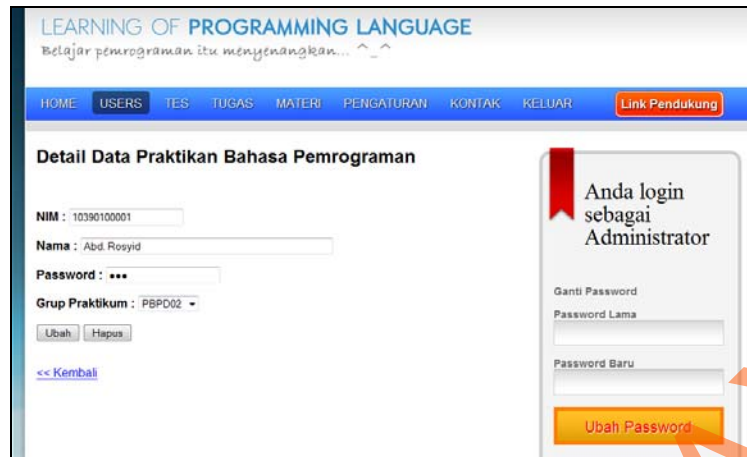 LEARNING OF PROGRAMMING LANGUAGE
Belajar pemrograman itu menyenangkan... ^_^
HOME USERS TES TUGAS MATERI PENGATURAN KONTAK KELUAR Link Pendukung
Detail Data Praktikan Bahasa Pemrograman
NIM : 10390100001
Nama : Abd. Rosyid
Password : •••
Grup Praktikum : PBPD02
Ubah Hapus
<< Kembali
Anda login
sebagai
Administrator
Ganti Password
Password Lama
Password Baru
Ubah Password